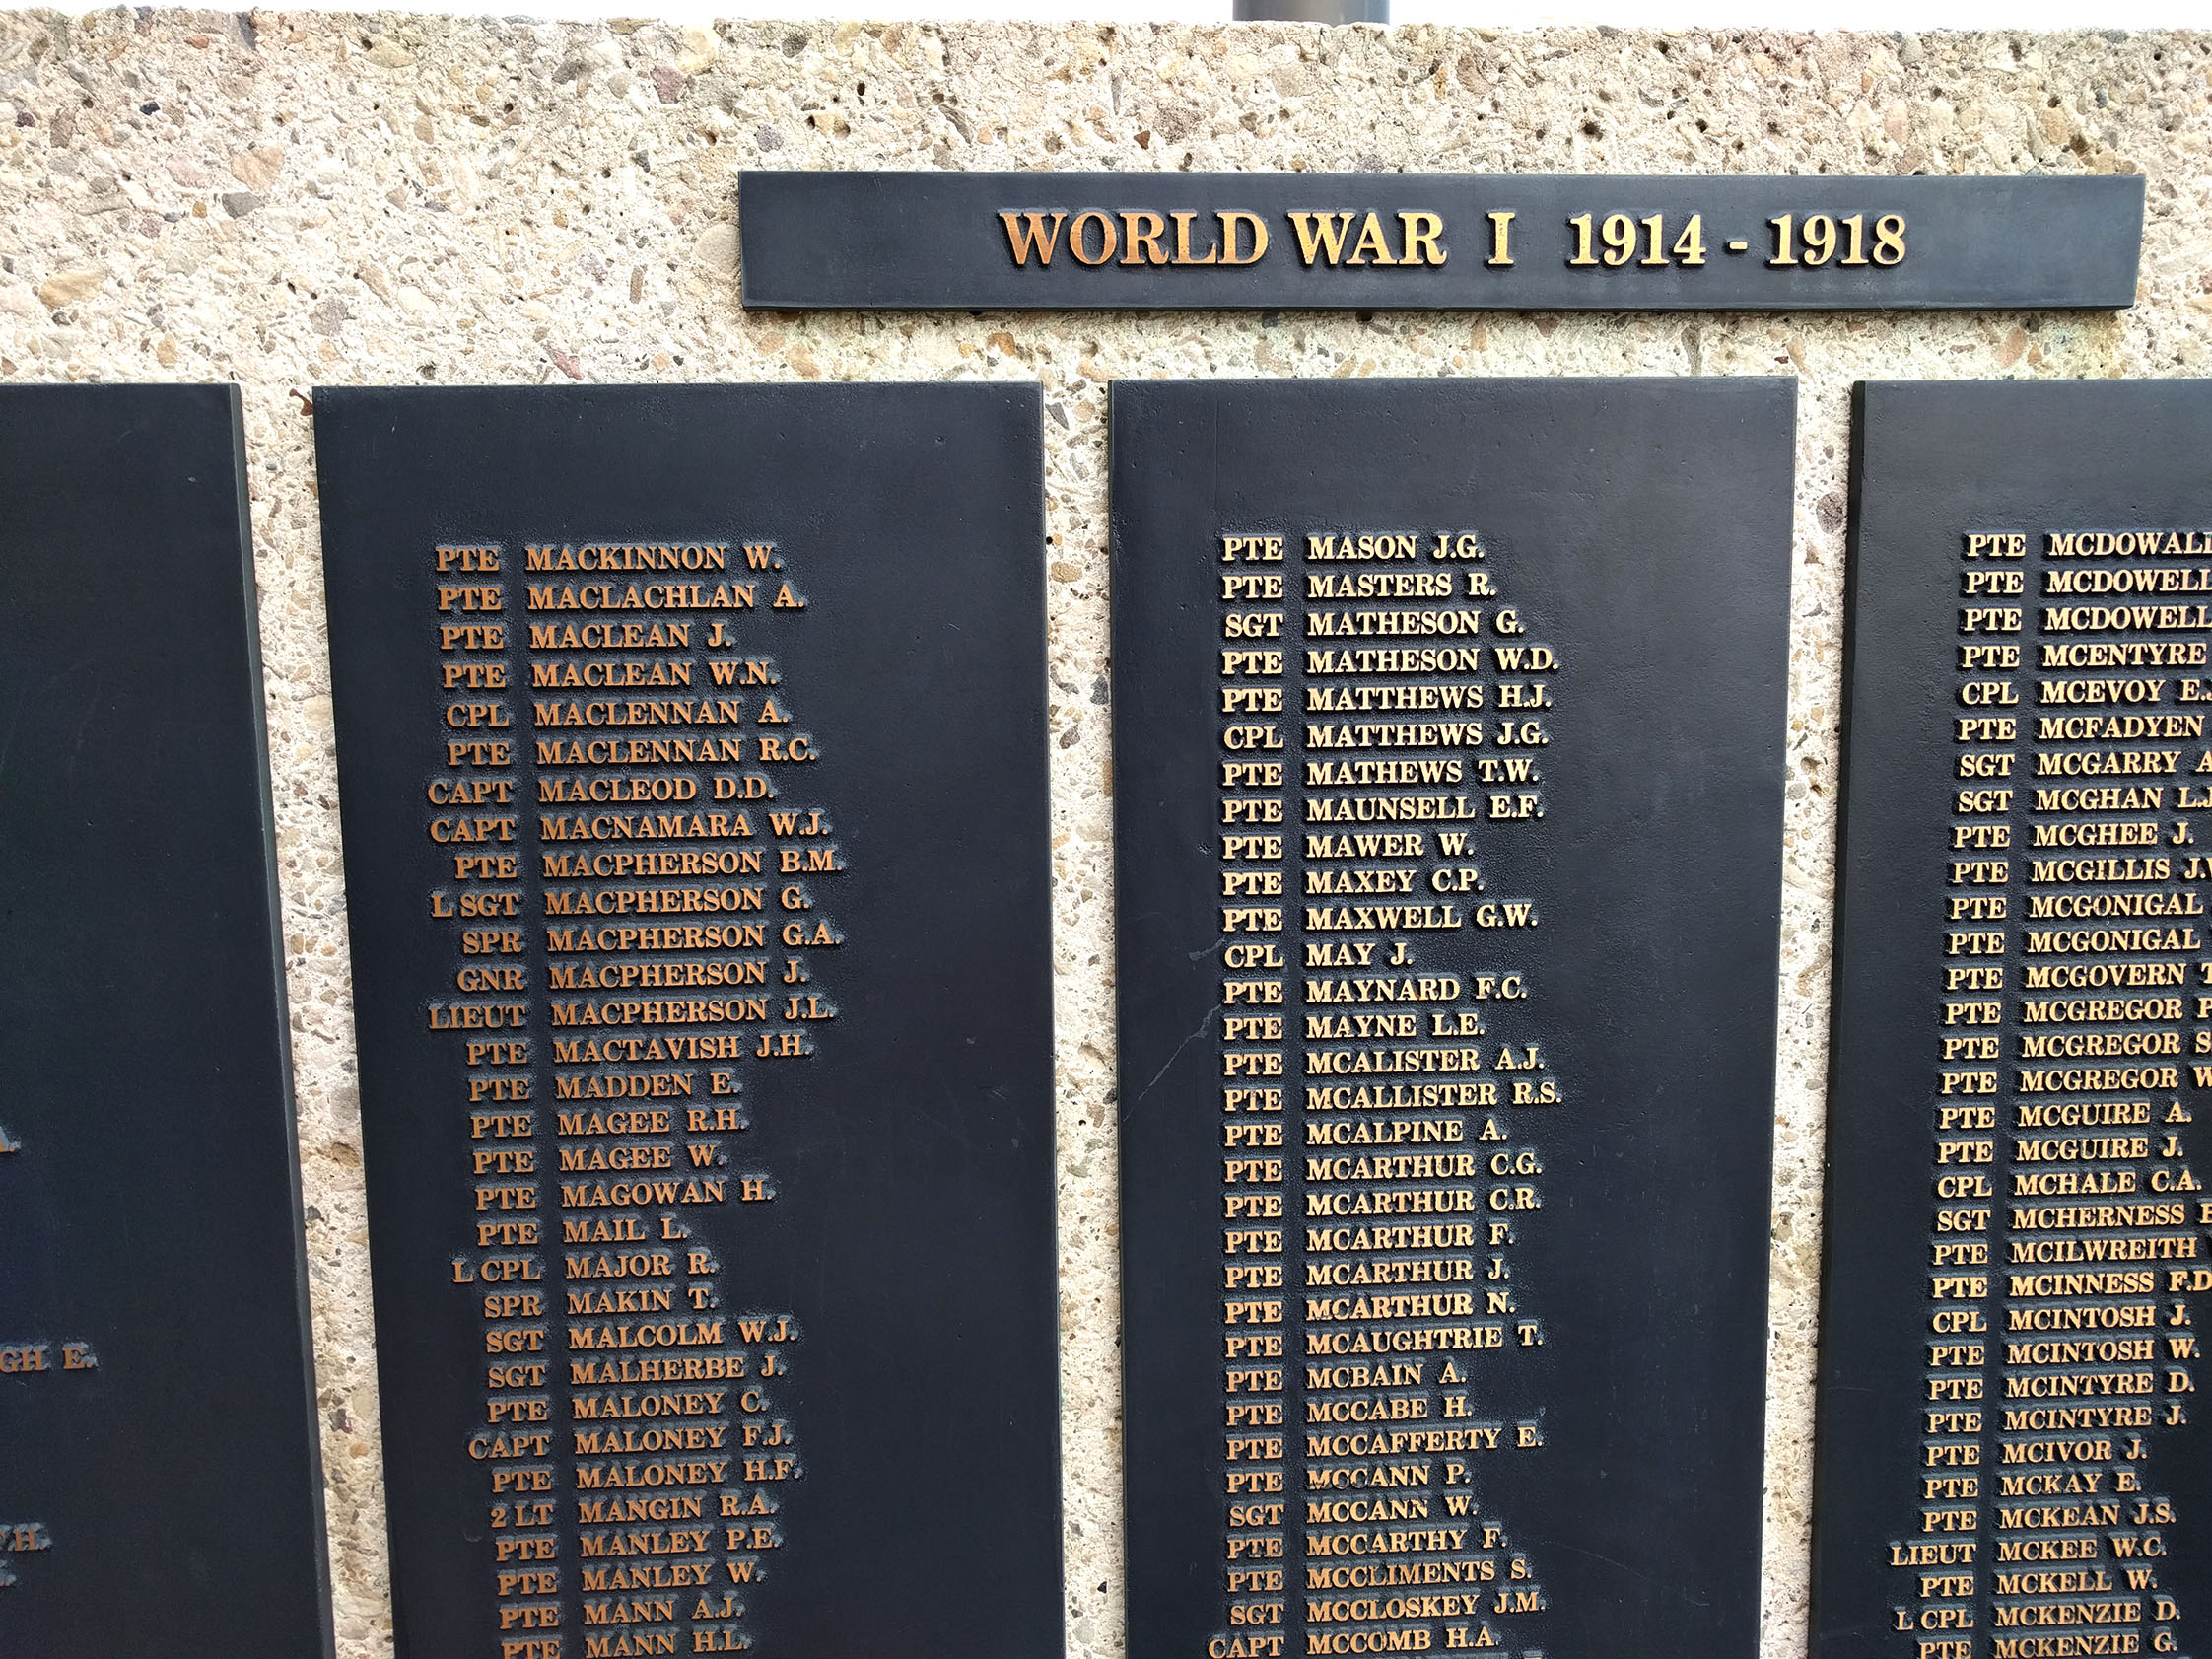 WORLD WAR I 1914 - 1918
GH E.
PTE MACKINNON W.
PTE MACLACHLAN A.
PTE MACLEAN J.
PTE MACLEAN W.N.
CPL MACLENNAN A.
PTE MACLENNAN R.C.
CAPT MACLEOD D.D.
CAPT MACNAMARA W.J.
PTE MACPHERSON B.M.
L SGT MACPHERSON G.
SPR MACPHERSON G.A.
GNR MACPHERSON J.
LIEUT MACPHERSON J.L.
PTE MACTAVISH J.H.
PTE MADDEN E.
PTE MAGEE R.H.
PTE MAGEE W.
PTE MAGOWAN H.
PTE MAIL L.
L CPL MAJOR R.
SPR MAKIN T.
SGT MALCOLM W.J.
SGT MALHERBE J.
PTE MALONEY C.
CAPT MALONEY F.J.
PTE MALONEY H.F.
2 LT MANGIN R.A.
PTE MANLEY P.E.
PTE MANLEY W.
PTE MANN A.J.
PTE MANN H.L.
PTE MASON J.G.
PTE MASTERS R.
SGT MATHESON G.
PTE MATHESON W.D.
PTE MATTHEWS H.J.
CPL MATTHEWS J.G.
PTE MATHEWS T.W.
PTE MAUNSELL E.F.
PTE MAWER W.
PTE MAXEY C.P.
PTE MAXWELL G.W.
CPL MAY J.
PTE MAYNARD F.C.
PTE MAYNE L.E.
PTE MCALISTER A.J.
PTE MCALLISTER R.S.
PTE MCALPINE A.
PTE MCARTHUR C.G.
PTE MCARTHUR C.R.
PTE MCARTHUR F.
PTE MCARTHUR J.
PTE MCARTHUR N.
PTE MCAUGHTRIE T.
PTE MCBAIN A.
PTE MCCABE H.
PTE MCCAFFERTY E.
PTE MCCANN P.
SGT MCCANN W.
PTE MCCARTHY F.
PTE MCCLIMENTS S.
SGT MCCLOSKEY J.M.
CAPT MCCOMB H.A.
PTE MCDOWALL
PTE MCDOWELL
PTE MCDOWELL
PTE MCENTYRE
CPL MCEVOY E.
PTE MCFADYEN
SGT MCGARRY A
SGT MCGHAN L.
PTE MCGHEE J.
PTE MCGILLIS J.
PTE MCGONIGAL
PTE MCGONIGAL
PTE MCGOVERN
PTE MCGREGOR
PTE MCGREGOR S
PTE MCGREGOR W
PTE MCGUIRE A.
PTE MCGUIRE J.
CPL MCHALE C.A.
SGT MCHERNESS
PTE MCILWREITH
PTE MCINNESS F.D
CPL MCINTOSH J.
PTE MCINTOSH W.
PTE MCINTYRE D.
PTE MCINTYRE J.
PTE MCIVOR J.
PTE MCKAY E.
PTE MCKEAN J.S.
LIEUT MCKEE W.C.
PTE MCKELL W.
L CPL MCKENZIE D.
PTE MCKENZIE G.